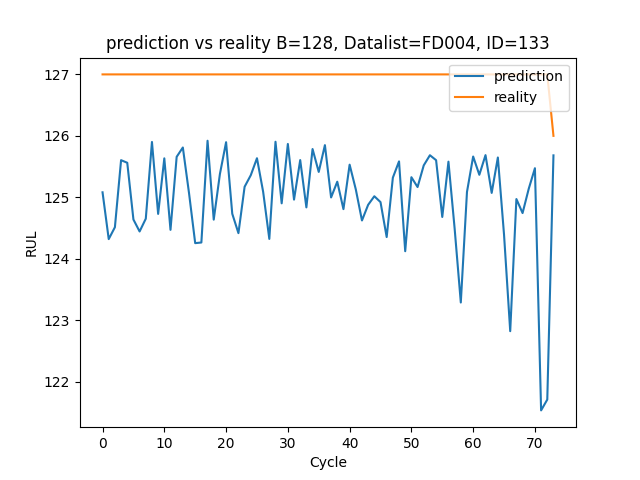 prediction vs reality B=128, Datalist=FD004, ID=133
127
prediction
reality
126
125
124
123
122
RUL
0 10 20 30 40 50 60 70
Cycle